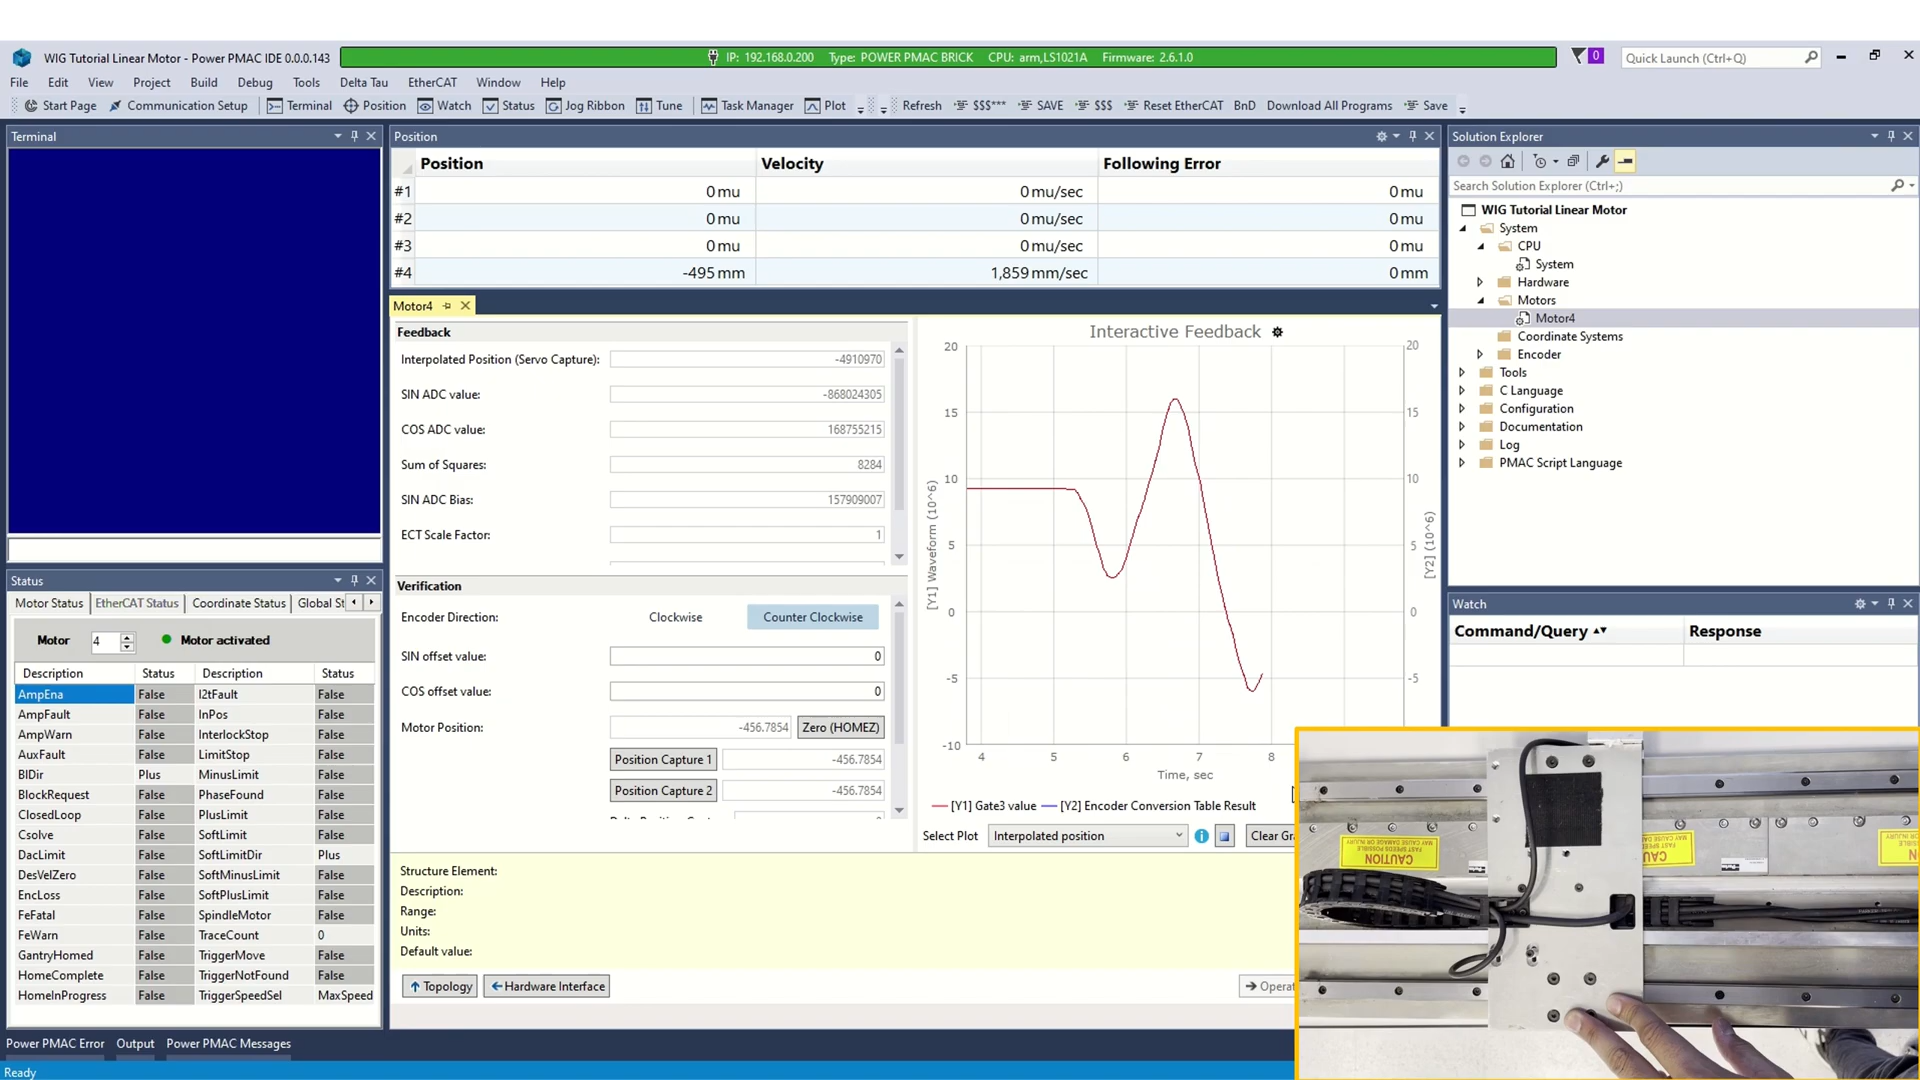 WIG Tutorial Linear Motor - Power PMAC IDE 0.0.0.143
IP: 192.168.0.200 Type: POWER PMAC BRICK CPU: arm,LS1021A Firmware: 2.6.1.0
0
Quick Launch (Ctrl+Q)
File Edit View Project Build Debug Tools Delta Tau EtherCAT Window Help
Start Page Communication Setup Terminal Position Watch Status Jog Ribbon Tune Task Manager Plot Refresh $$$*** SAVE $$$ Reset EtherCAT BnD Download All Programs Save
Terminal
Position
Position Velocity Following Error
#1 0 mu 0 mu/sec 0 mu
#2 0 mu 0 mu/sec 0 mu
#3 0 mu 0 mu/sec 0 mu
#4 -495 mm 1,859 mm/sec 0 mm
Motor4
Feedback
Interpolated Position (Servo Capture): -4910970
SIN ADC value: -868024305
COS ADC value: 168755215
Sum of Squares: 8284
SIN ADC Bias: 157909007
ECT Scale Factor: 1
Verification
Encoder Direction: Clockwise Counter Clockwise
SIN offset value: 0
COS offset value: 0
Motor Position: -456.7854 Zero (HOMEZ)
Position Capture 1 -456.7854
Position Capture 2 -456.7854
Interactive Feedback
20 20
15 15
10 10
5 5
0 0
-5 -5
-10
[Y1] Waveform (10^6)
[Y2] (10^6)
4 5 6 7 8
Time, sec
[Y1] Gate3 value [Y2] Encoder Conversion Table Result
Select Plot Interpolated position Clear Gra
Structure Element:
Description:
Range:
Units:
Default value:
Topology Hardware Interface Operat
Status
Motor Status EtherCAT Status Coordinate Status Global St
Motor 4 Motor activated
Description Status Description Status
AmpEna False I2tFault False
AmpFault False InPos False
AmpWarn False InterlockStop False
AuxFault False LimitStop False
BlDir Plus MinusLimit False
BlockRequest False PhaseFound False
ClosedLoop False PlusLimit False
Csolve False SoftLimit False
DacLimit False SoftLimitDir Plus
DesVelZero False SoftMinusLimit False
EncLoss False SoftPlusLimit False
FeFatal False SpindleMotor False
FeWarn False TraceCount 0
GantryHomed False TriggerMove False
HomeComplete False TriggerNotFound False
HomeInProgress False TriggerSpeedSel MaxSpeed
Power PMAC Error Output Power PMAC Messages
Ready
Solution Explorer
Search Solution Explorer (Ctrl+;)
WIG Tutorial Linear Motor
System
CPU
System
Hardware
Motors
Motor4
Coordinate Systems
Encoder
Tools
C Language
Configuration
Documentation
Log
PMAC Script Language
Watch
Command/Query Response
CAUTION
FAST SPEEDS POSSIBLE
MAY CAUSE DAMAGE OR INJURY